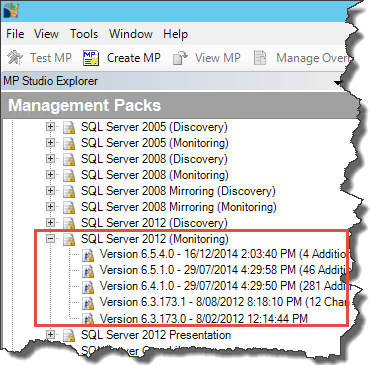 File View Tools Window Help
Test MP Create MP View MP Manage Over
MP Studio Explorer
Management Packs
SQL Server 2005 (Discovery)
SQL Server 2005 (Monitoring)
SQL Server 2008 (Discovery)
SQL Server 2008 (Monitoring)
SQL Server 2008 Mirroring (Discovery)
SQL Server 2008 Mirroring (Monitoring)
SQL Server 2012 (Discovery)
SQL Server 2012 (Monitoring)
Version 6.5.4.0 - 16/12/2014 2:03:40 PM (4 Additio
Version 6.5.1.0 - 29/07/2014 4:29:58 PM (46 Addition
Version 6.4.1.0 - 29/07/2014 4:29:50 PM (281 Addi
Version 6.3.173.1 - 8/08/2012 8:18:10 PM (12 Chan
Version 6.3.173.0 - 8/02/2012 12:14:44 PM
SQL Server 2012 Presentation
SQL Server